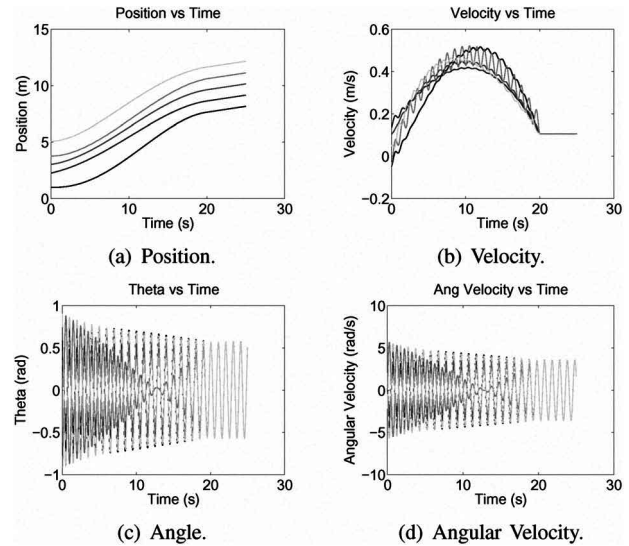 Position vs Time
15
10
5
0
0 10 20 30
Position (m)
Time (s)
(a) Position.
Velocity vs Time
0.6
0.4
0.2
0
−0.2
0 10 20 30
Velocity (m/s)
Time (s)
(b) Velocity.
Theta vs Time
1
0.5
0
−0.5
−1
0 10 20 30
Theta (rad)
Time (s)
(c) Angle.
Ang Velocity vs Time
10
5
0
−5
−10
0 10 20 30
Angular Velocity (rad/s)
Time (s)
(d) Angular Velocity.